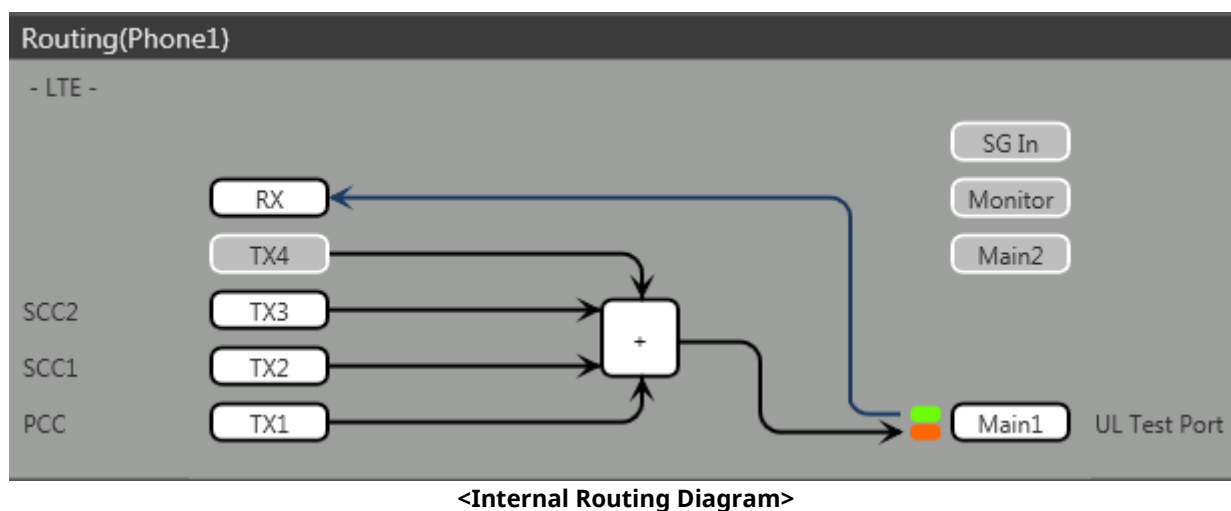 Routing(Phone1)
- LTE -
SG In
RX
Monitor
TX4
Main2
SCC2
TX3
+
SCC1
TX2
PCC
TX1
Main1
UL Test Port
<Internal Routing Diagram>